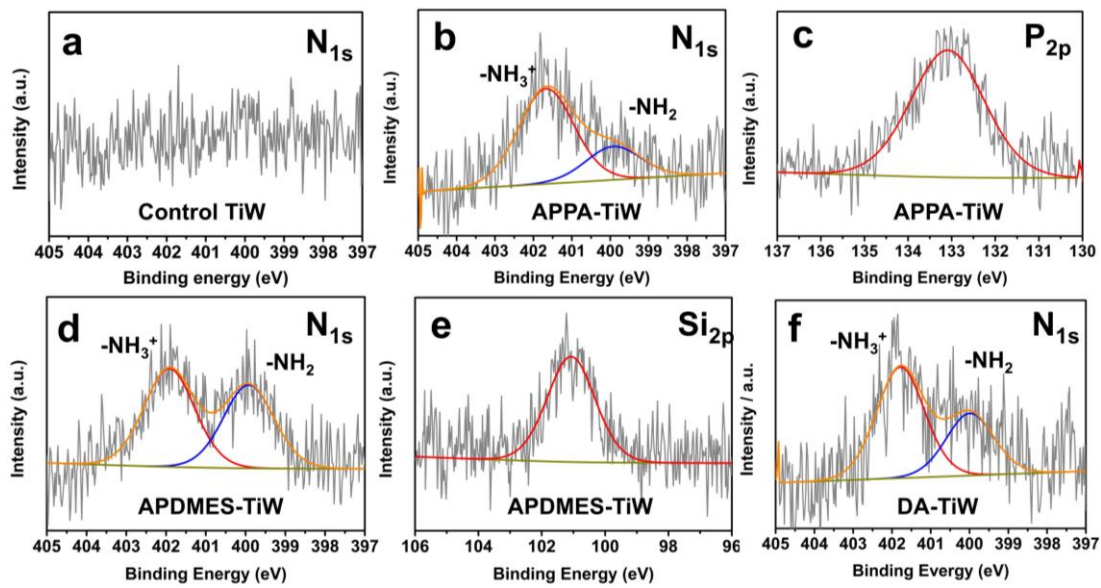 a
N1s
Intensity (a.u.)
Control TiW
405 404 403 402 401 400 399 398 397
Binding energy (eV)
b
N1s
-NH3+
-NH2
Intensity (a.u.)
APPA-TiW
405 404 403 402 401 400 399 398 397
Binding Energy (eV)
c
P2p
Intensity (a.u.)
APPA-TiW
137 136 135 134 133 132 131 130
Binding Energy (eV)
d
N1s
-NH3+
-NH2
Intensity (a.u.)
APDMES-TiW
405 404 403 402 401 400 399 398 397
Binding Energy (eV)
e
Si2p
Intensity (a.u.)
APDMES-TiW
106 104 102 100 98 96
Binding Energy (eV)
f
N1s
-NH3+
-NH2
Intensity / a.u.
DA-TiW
405 404 403 402 401 400 399 398 397
Binding Evergy (eV)